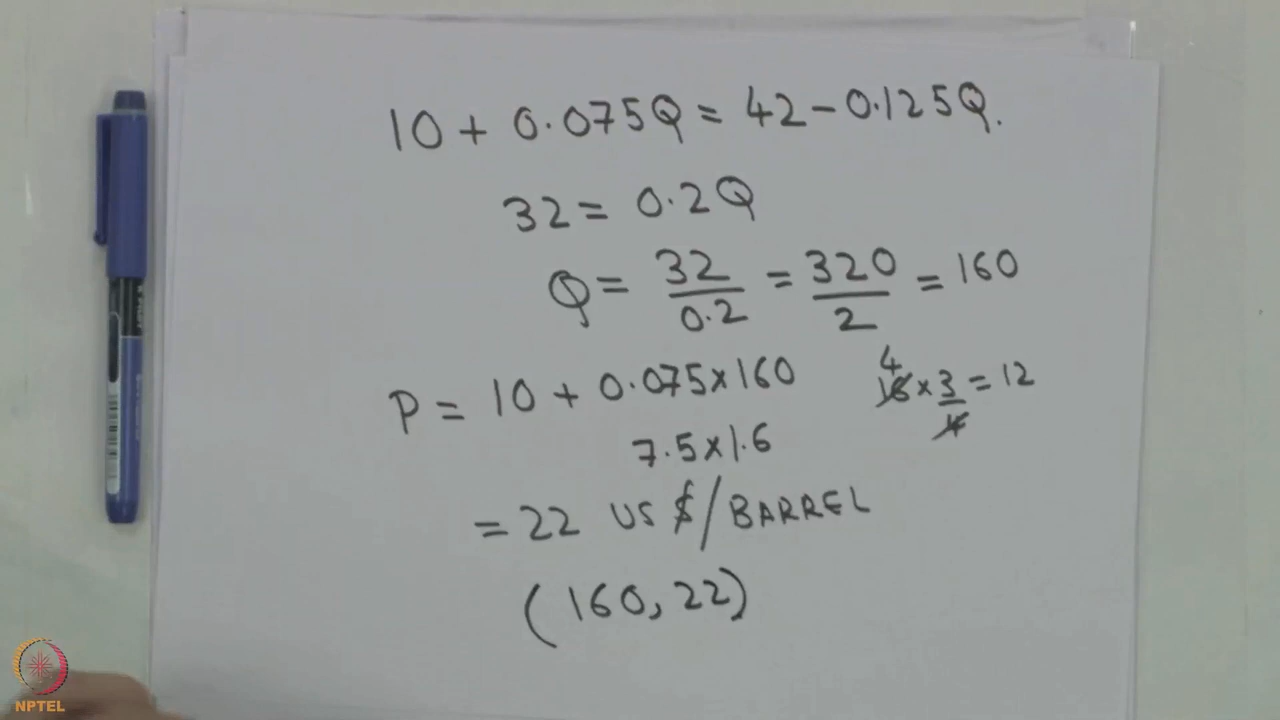 10 + 0.075Q = 42 - 0.125Q.
32 = 0.2Q
Q = 32/0.2 = 320/2 = 160
P = 10 + 0.075 x 160
4
16 x 3/4 = 12
7.5 x 1.6
= 22 US $/BARREL
(160, 22)
NPTEL